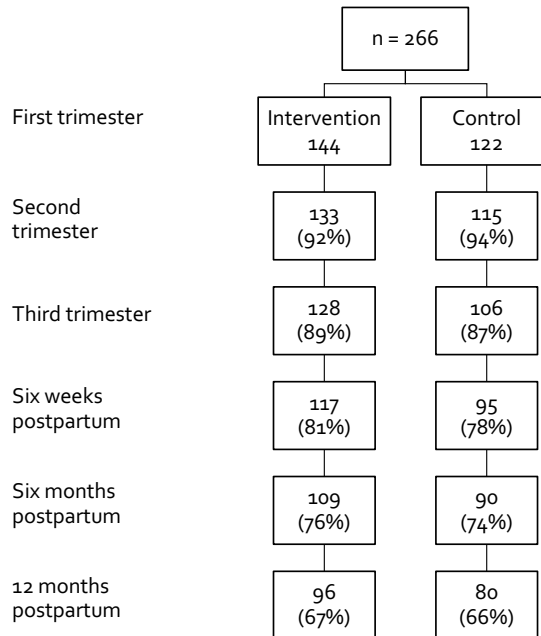 n = 266
First trimester
Intervention
144
Control
122
Second
trimester
133
(92%)
115
(94%)
Third trimester
128
(89%)
106
(87%)
Six weeks
postpartum
117
(81%)
95
(78%)
Six months
postpartum
109
(76%)
90
(74%)
12 months
postpartum
96
(67%)
80
(66%)